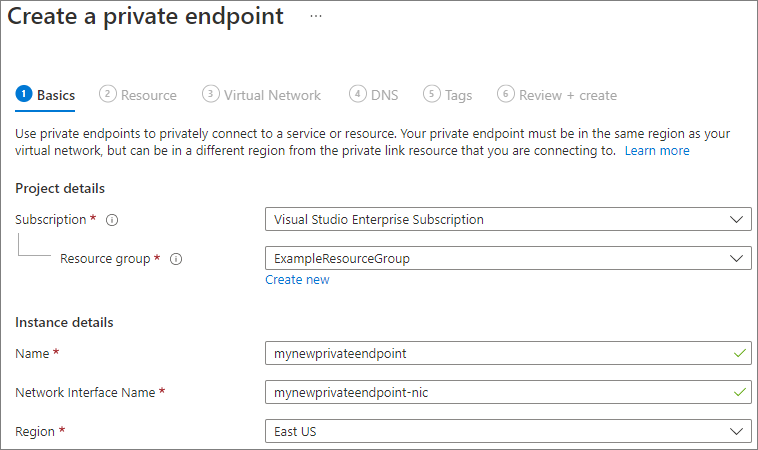 Create a private endpoint ...
1 Basics 2 Resource 3 Virtual Network 4 DNS 5 Tags 6 Review + create
Use private endpoints to privately connect to a service or resource. Your private endpoint must be in the same region as your
virtual network, but can be in a different region from the private link resource that you are connecting to. Learn more
Project details
Subscription * Visual Studio Enterprise Subscription
Resource group * ExampleResourceGroup
Create new
Instance details
Name * mynewprivateendpoint
Network Interface Name * mynewprivateendpoint-nic
Region * East US